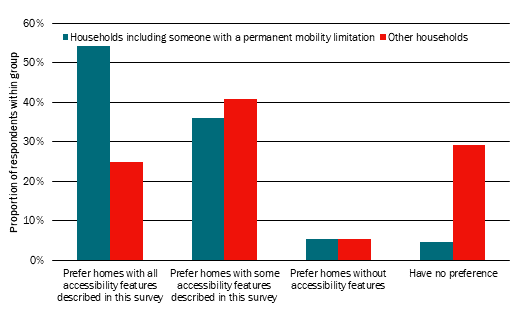 60%
Households including someone with a permanent mobility limitation
Other households
50%
40%
30%
20%
10%
0%
Proportion of respondents within group
Prefer homes with all
accessibility features
described in this survey
Prefer homes with some
accessibility features
described in this survey
Prefer homes without
accessibility features
Have no preference